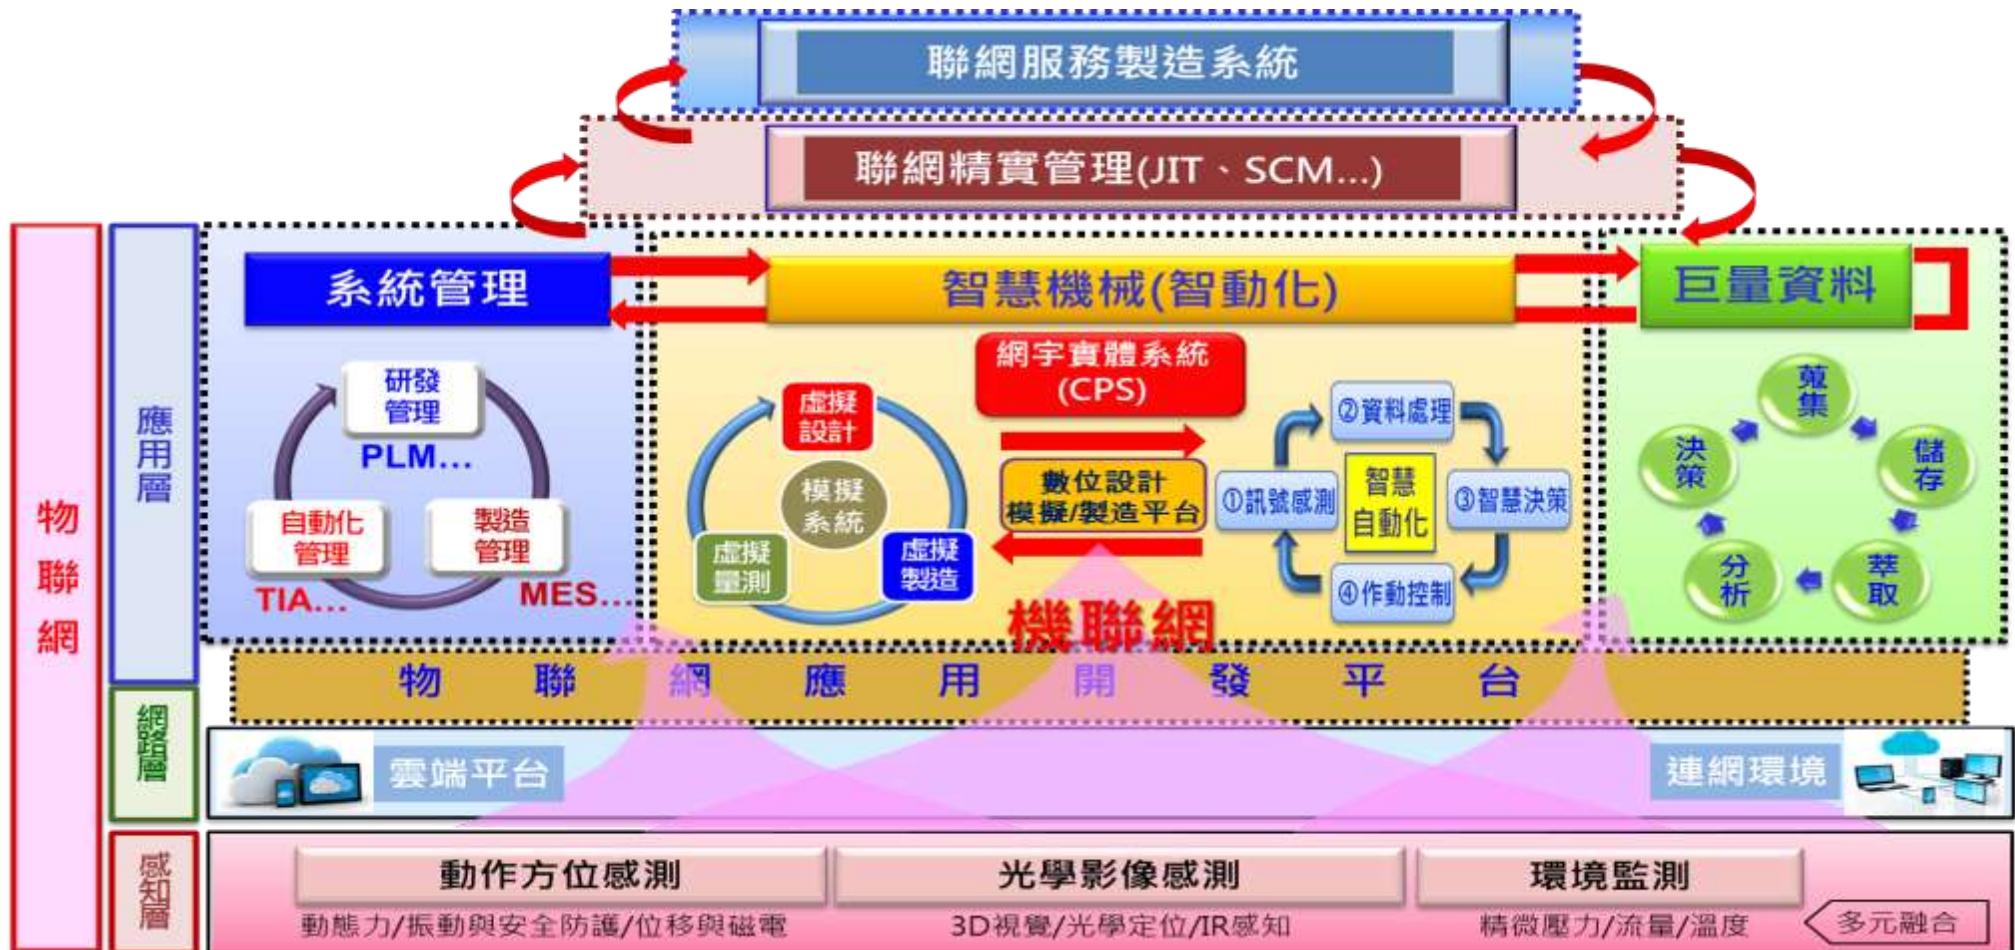 聯網服務製造系統
聯網精實管理(JIT、SCM...)
物聯網
應用層
系統管理
研發
管理
PLM...
自動化
管理
TIA...
製造
管理
MES...
智慧機械(智動化)
網宇實體系統
(CPS)
虛擬
設計
模擬
系統
虛擬
量測
虛擬
製造
數位設計
模擬/製造平台
機聯網
①訊號感測
②資料處理
③智慧決策
④作動控制
智慧
自動化
巨量資料
蒐集
儲存
萃取
分析
決策
物聯網應用開發平台
網路層
雲端平台
連網環境
感知層
動作方位感測
動態力/振動與安全防護/位移與磁電
光學影像感測
3D視覺/光學定位/IR感知
環境監測
精微壓力/流量/溫度
多元融合